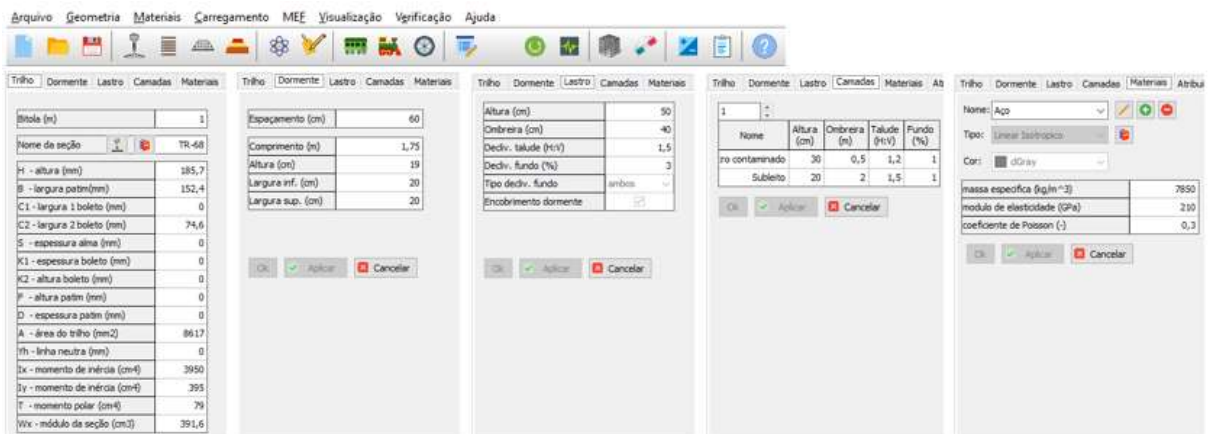 Arquivo Geometria Materiais Carregamento MEF Visualização Verificação Ajuda
Trilho Dormente Lastro Camadas Materiais
Bitola (m) 1
Nome da seção TR-68
H - altura (mm) 185,7
B - largura patim(mm) 152,4
C1 - largura 1 boleto (mm) 0
C2 - largura 2 boleto (mm) 74,6
S - espessura alma (mm) 0
K1 - espessura boleto (mm) 0
K2 - altura boleto (mm) 0
F - altura patim (mm) 0
D - espessura patim (mm) 0
A - área do trilho (mm2) 8617
Yh - linha neutra (mm) 0
Ix - momento de inércia (cm4) 3950
Iy - momento de inércia (cm4) 395
T - momento polar (cm4) 79
Wx - módulo da seção (cm3) 391,6
Trilho Dormente Lastro Camadas Materiais
Espaçamento (cm) 60
Comprimento (m) 1,75
Altura (cm) 19
Largura inf. (cm) 20
Largura sup. (cm) 20
Ok Aplicar Cancelar
Trilho Dormente Lastro Camadas Materiais
Altura (cm) 50
Ombreira (cm) 40
Decliv. talude (H:V) 1,5
Decliv. fundo (%) 3
Tipo decliv. fundo ambos
Encobrimento dormente
Ok Aplicar Cancelar
Trilho Dormente Lastro Camadas Materiais At
1
Nome Altura (cm) Ombreira (m) Talude (H:V) Fundo (%)
ro contaminado 30 0,5 1,2 1
Subleito 20 2 1,5 1
Ok Aplicar Cancelar
Trilho Dormente Lastro Camadas Materiais Atribui
Nome: Aço
Tipo: Linear Isotropico
Cor: dGray
massa especifica (kg/m^3) 7850
modulo de elasticidade (GPa) 210
coeficiente de Poisson (-) 0,3
Ok Aplicar Cancelar